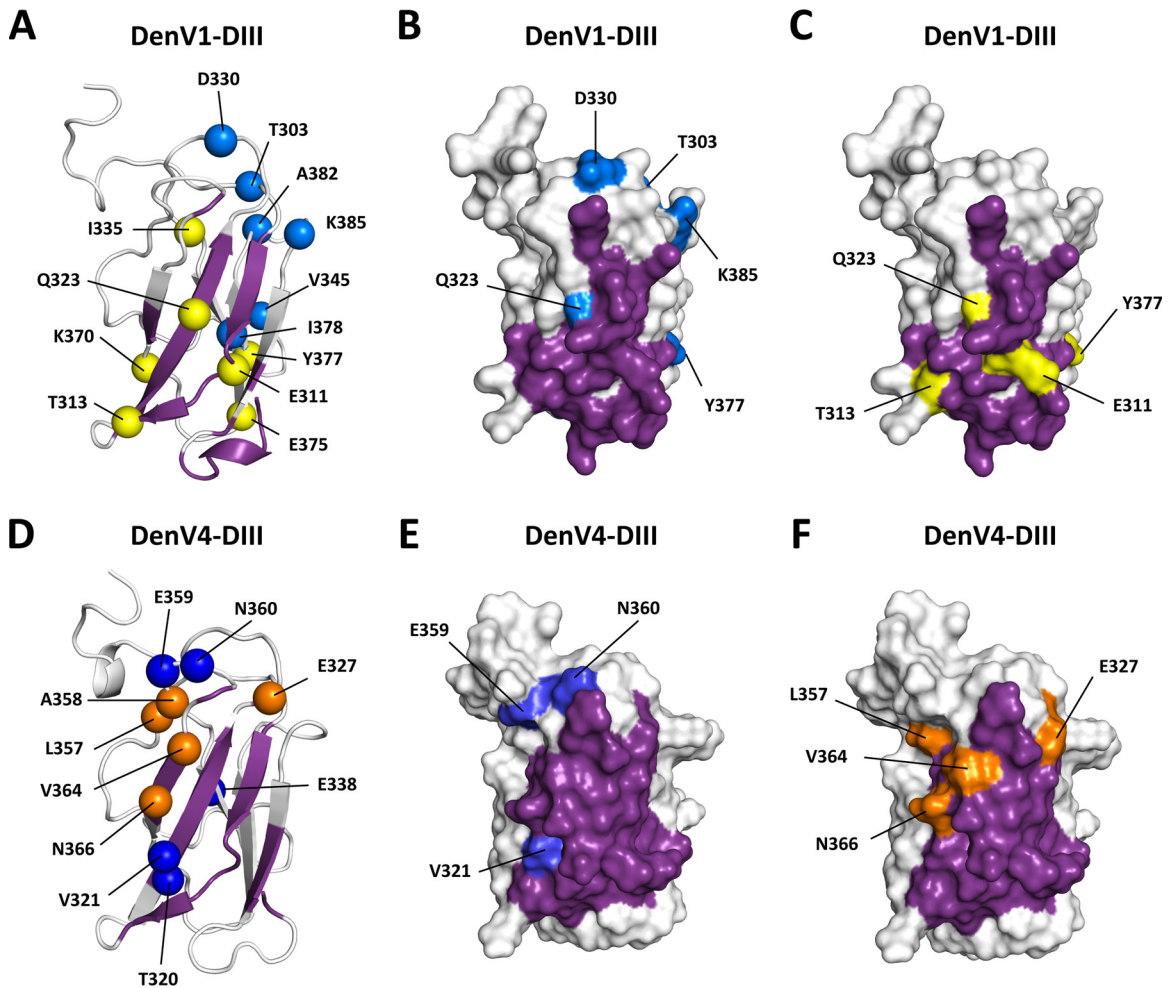 A
DenV1-DIII
D330
T303
A382
I335
K385
Q323
V345
I378
K370
Y377
E311
T313
E375
B
DenV1-DIII
D330
T303
Q323
K385
Y377
C
DenV1-DIII
Q323
Y377
T313
E311
D
DenV4-DIII
E359
N360
E327
A358
L357
V364
E338
N366
V321
T320
E
DenV4-DIII
E359
N360
V321
F
DenV4-DIII
L357
E327
V364
N366